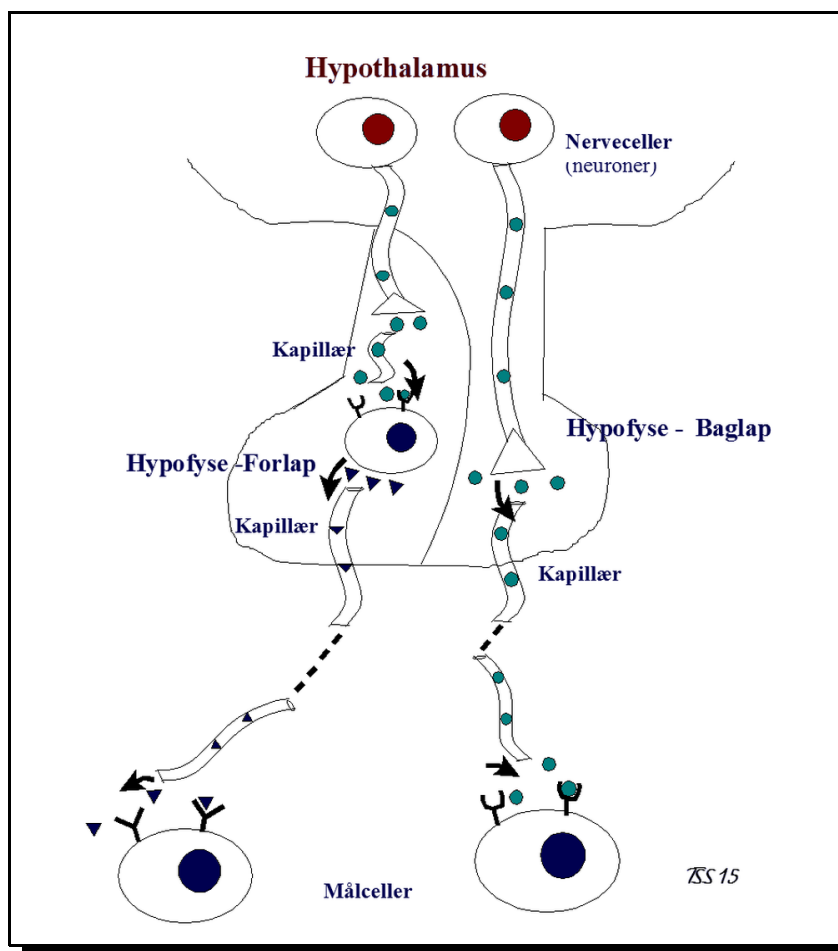 Hypothalamus
Nerveceller
(neuroner)
Kapillær
Hypofyse - Baglap
Hypofyse -Forlap
Kapillær
Kapillær
Målceller
TSS 15